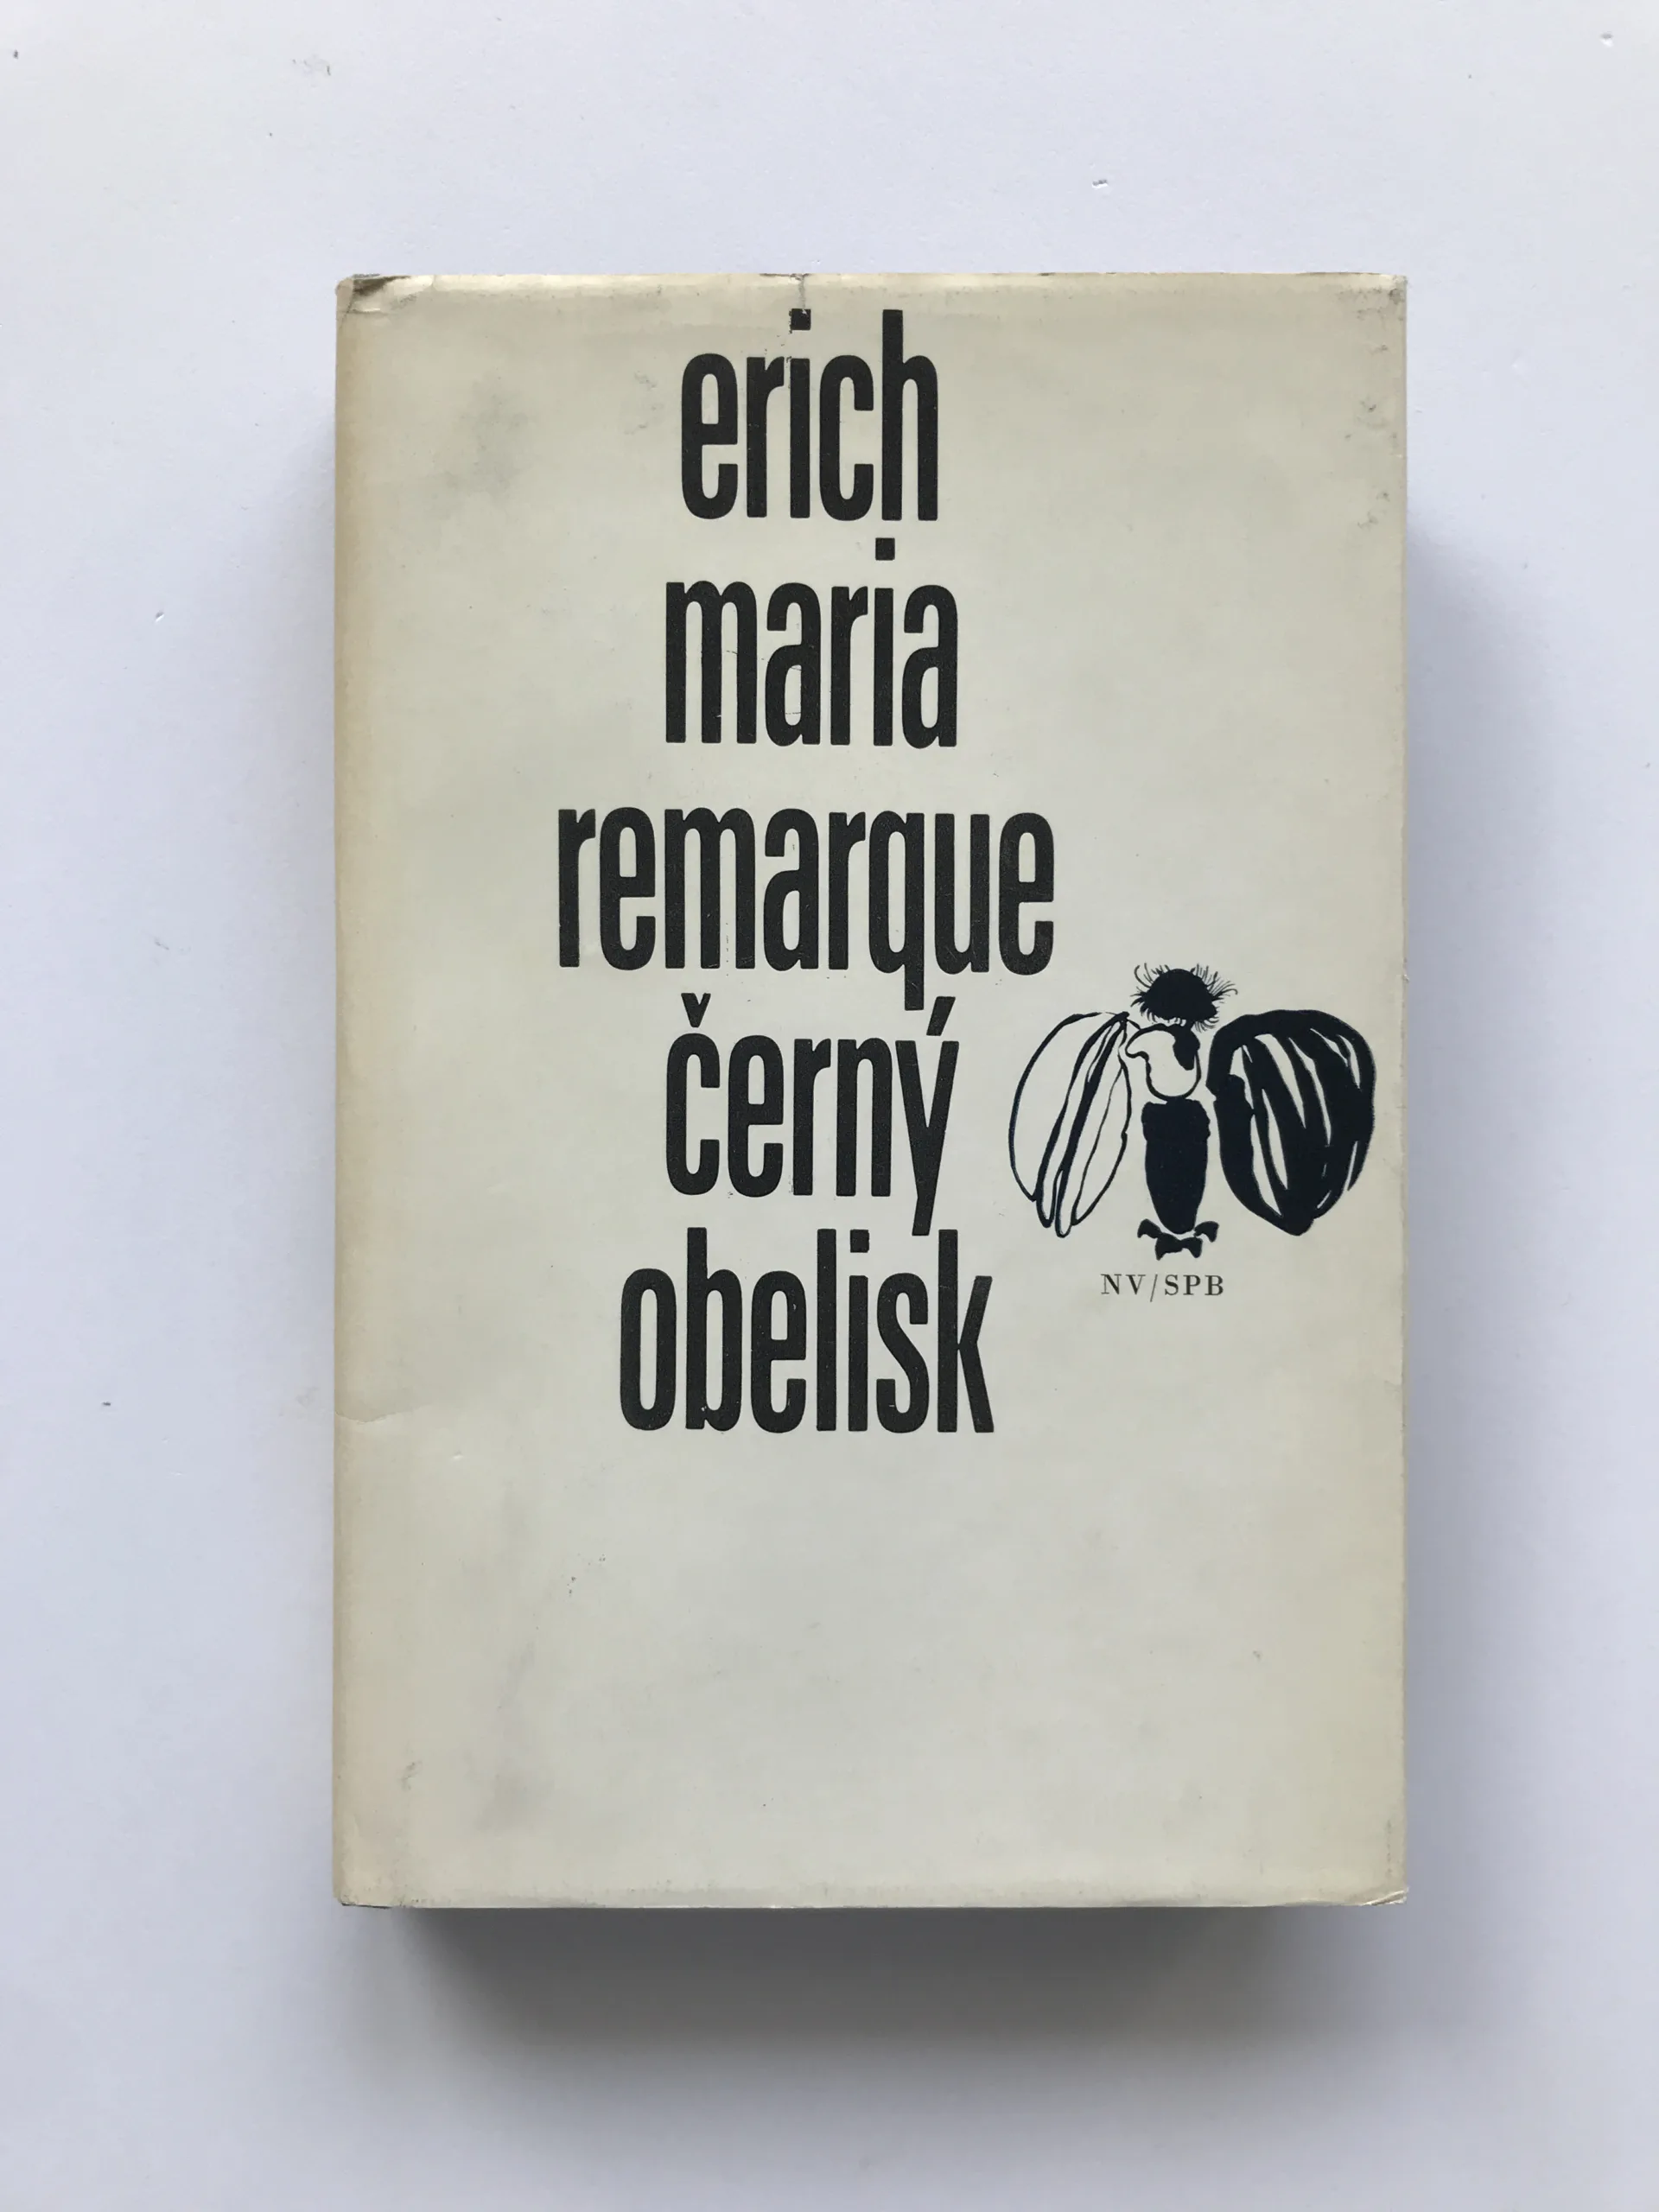 erich
maria
remarque
černý
obelisk
NV/SPB